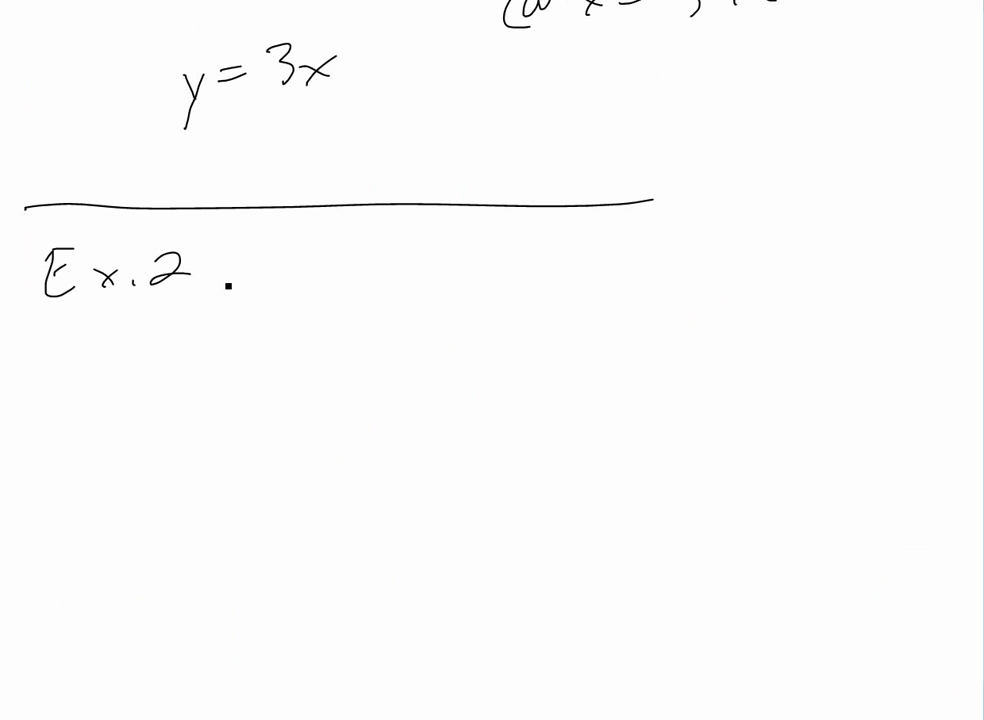 y = 3x
Ex. 2